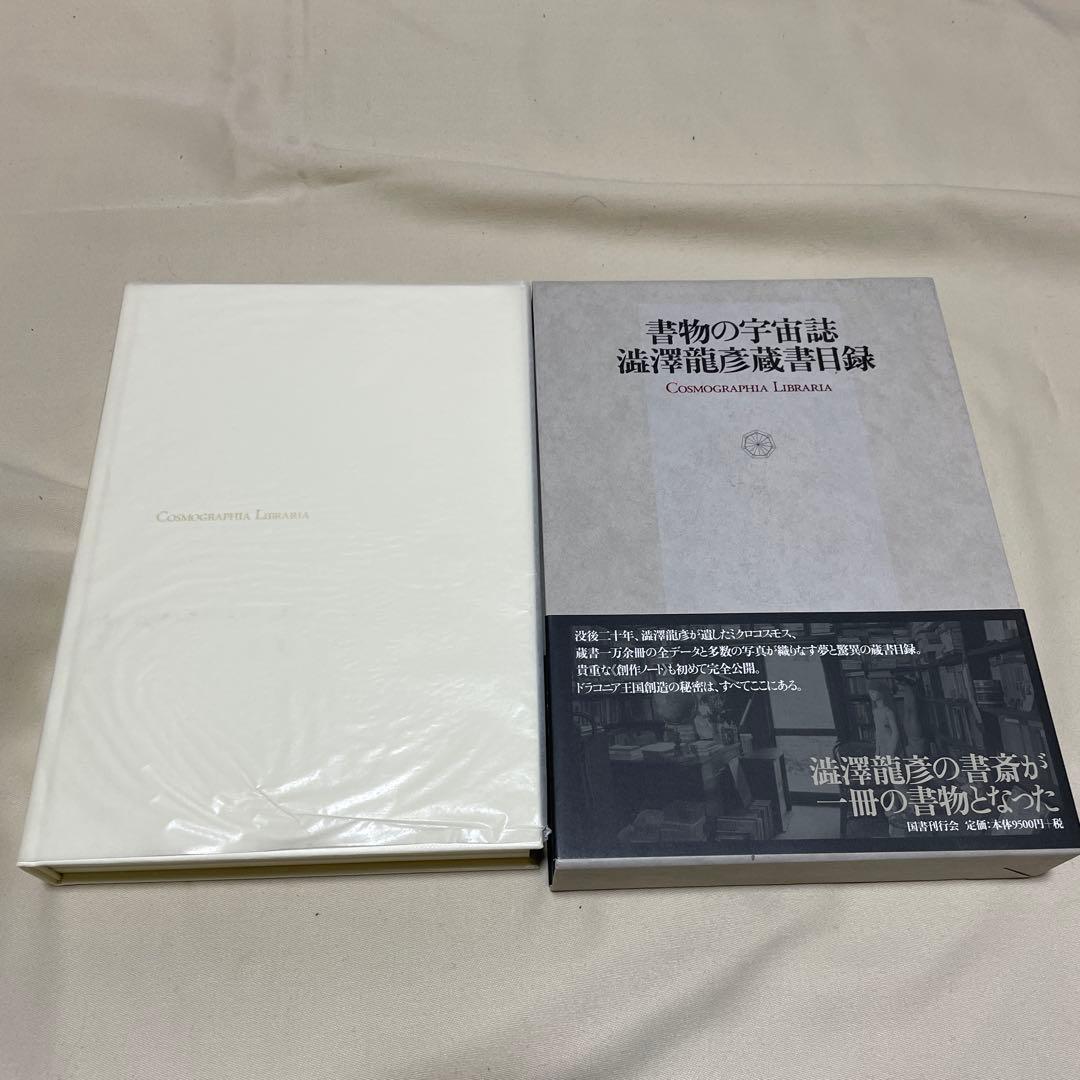 COSMOGRAPHIA LIBRARIA
書物の宇宙誌
澁澤龍彥蔵書目録
COSMOGRAPHIA LIBRARIA
没後二十年、澁澤龍彥が遺したミクロコスモス、
蔵書一万余冊の全データと多数の写真が織りなす夢と驚異の蔵書目録。
貴重な《創作ノート》も初めて完全公開。
ドラコニア王国創造の秘密は、すべてここにある。
澁澤龍彥の書斎が
一冊の書物となった
国書刊行会 定価:本体9500円+税